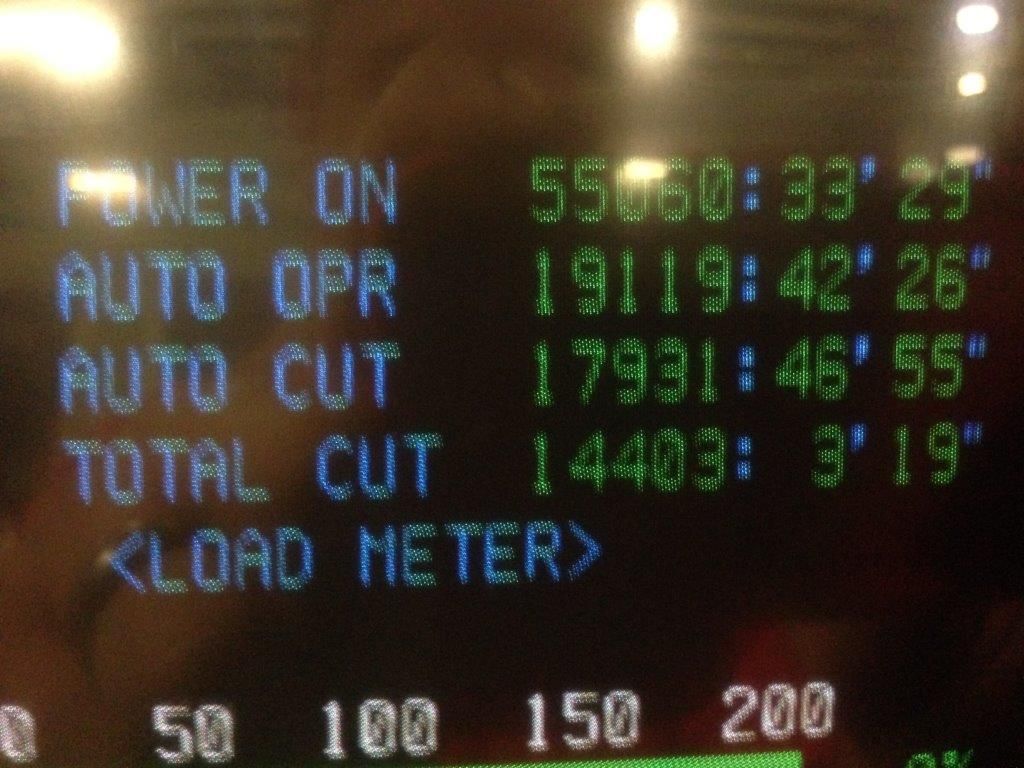 POWER ON 55060:33' 29"
AUTO OPR 19119:42' 26"
AUTO CUT 17931:46' 55"
TOTAL CUT 14403: 3' 19"
<LOAD METER>
0 50 100 150 200
0%